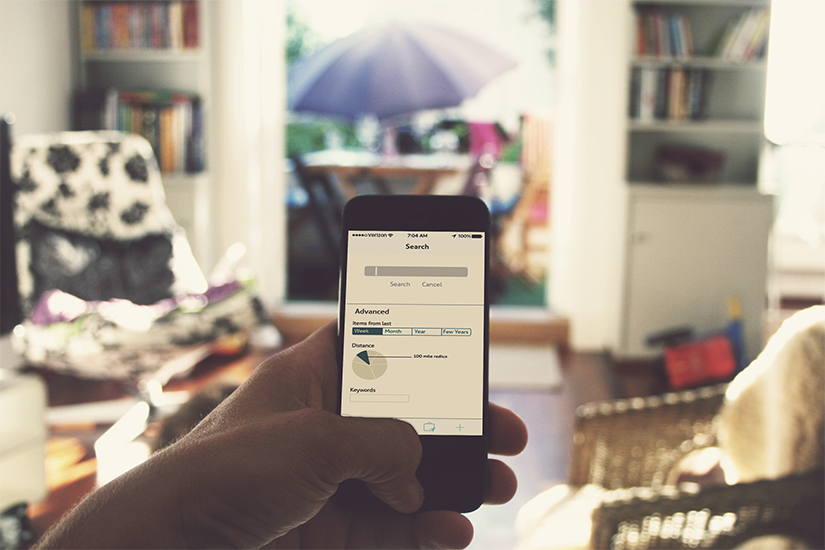 Verizon 7:04 AM 100%
Search
Search Cancel
Advanced
Items from last
Week Month Year Few Years
Distance
100 mile radius
Keywords